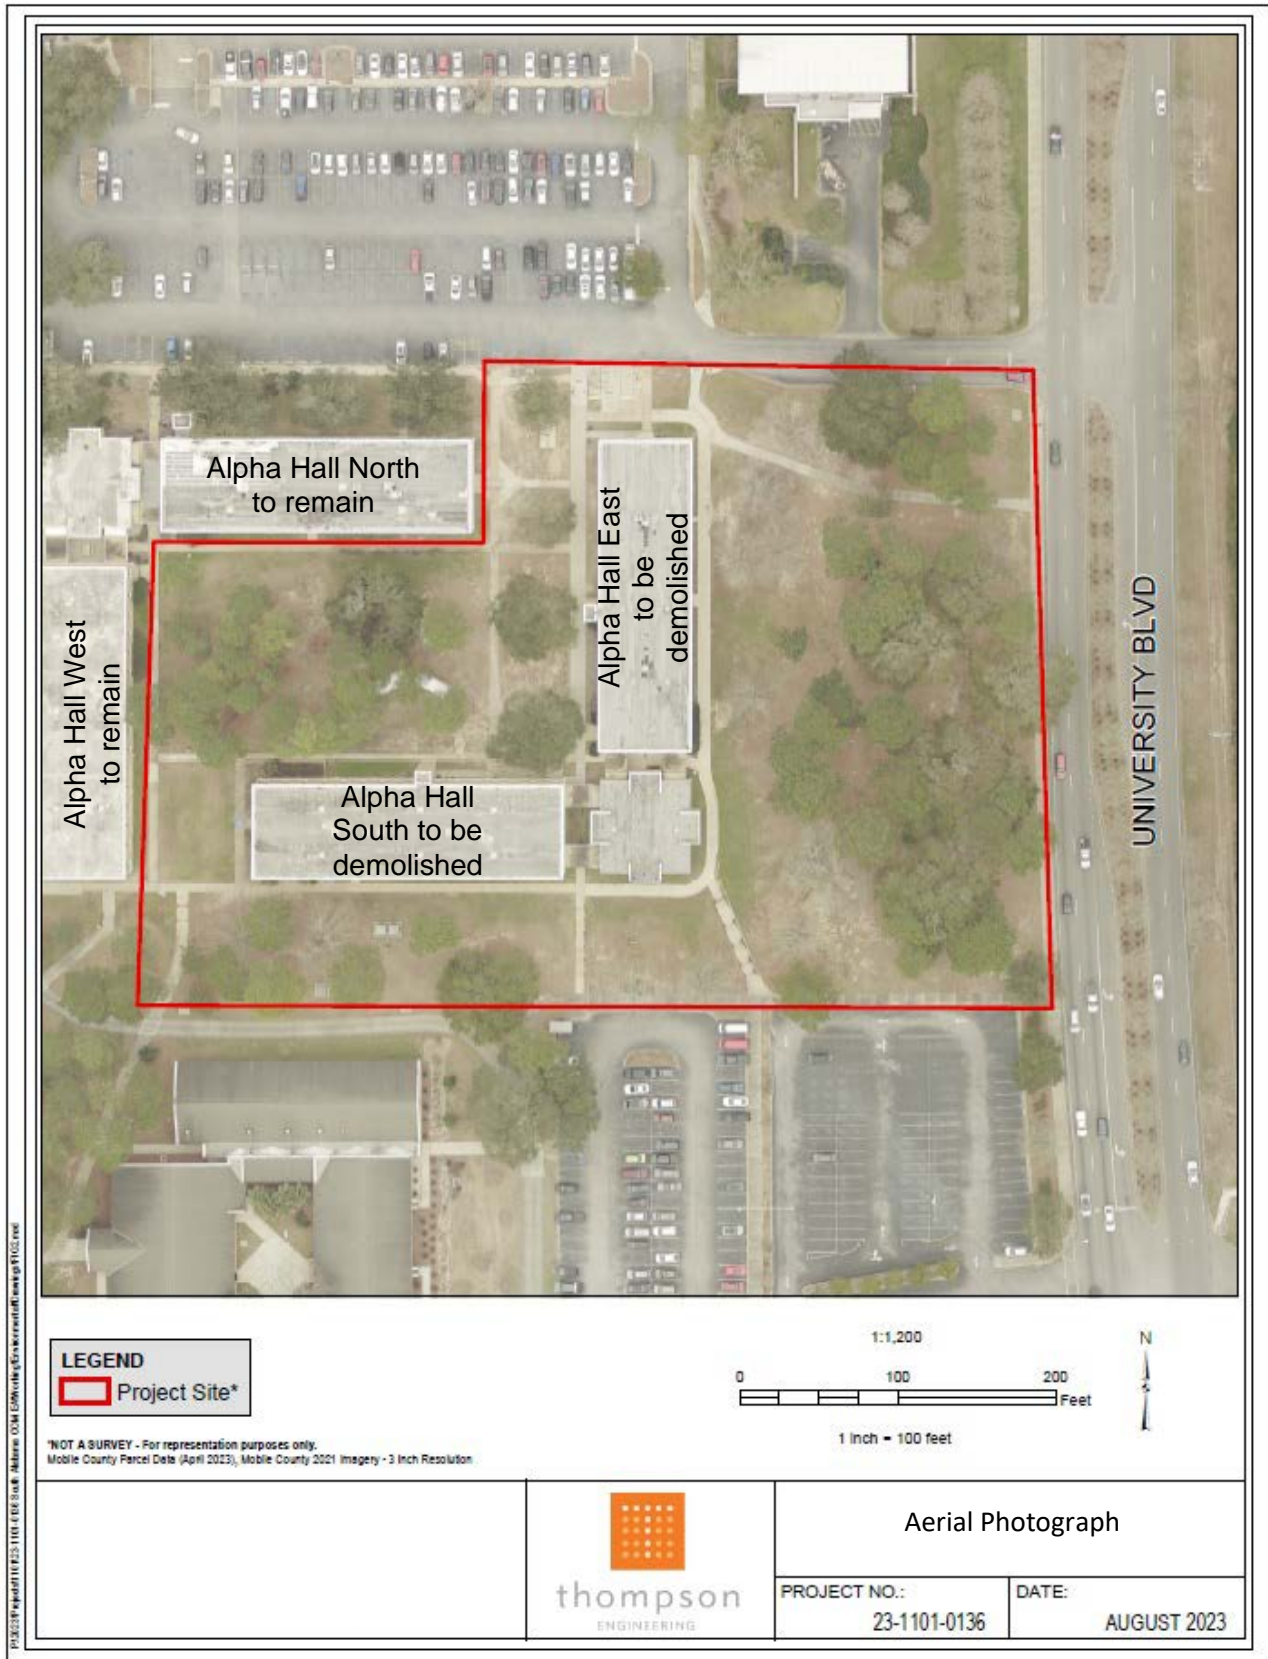 Alpha Hall North
to remain
Alpha Hall East
to be
demolished
Alpha Hall West
to remain
Alpha Hall
South to be
demolished
UNIVERSITY BLVD
LEGEND
Project Site*
*NOT A SURVEY - For representation purposes only.
Mobile County Parcel Data (April 2023), Mobile County 2021 Imagery - 3 Inch Resolution
1:1,200
0 100 200
Feet
1 inch = 100 feet
N
thompson
ENGINEERING
Aerial Photograph
PROJECT NO.:
23-1101-0136
DATE:
AUGUST 2023